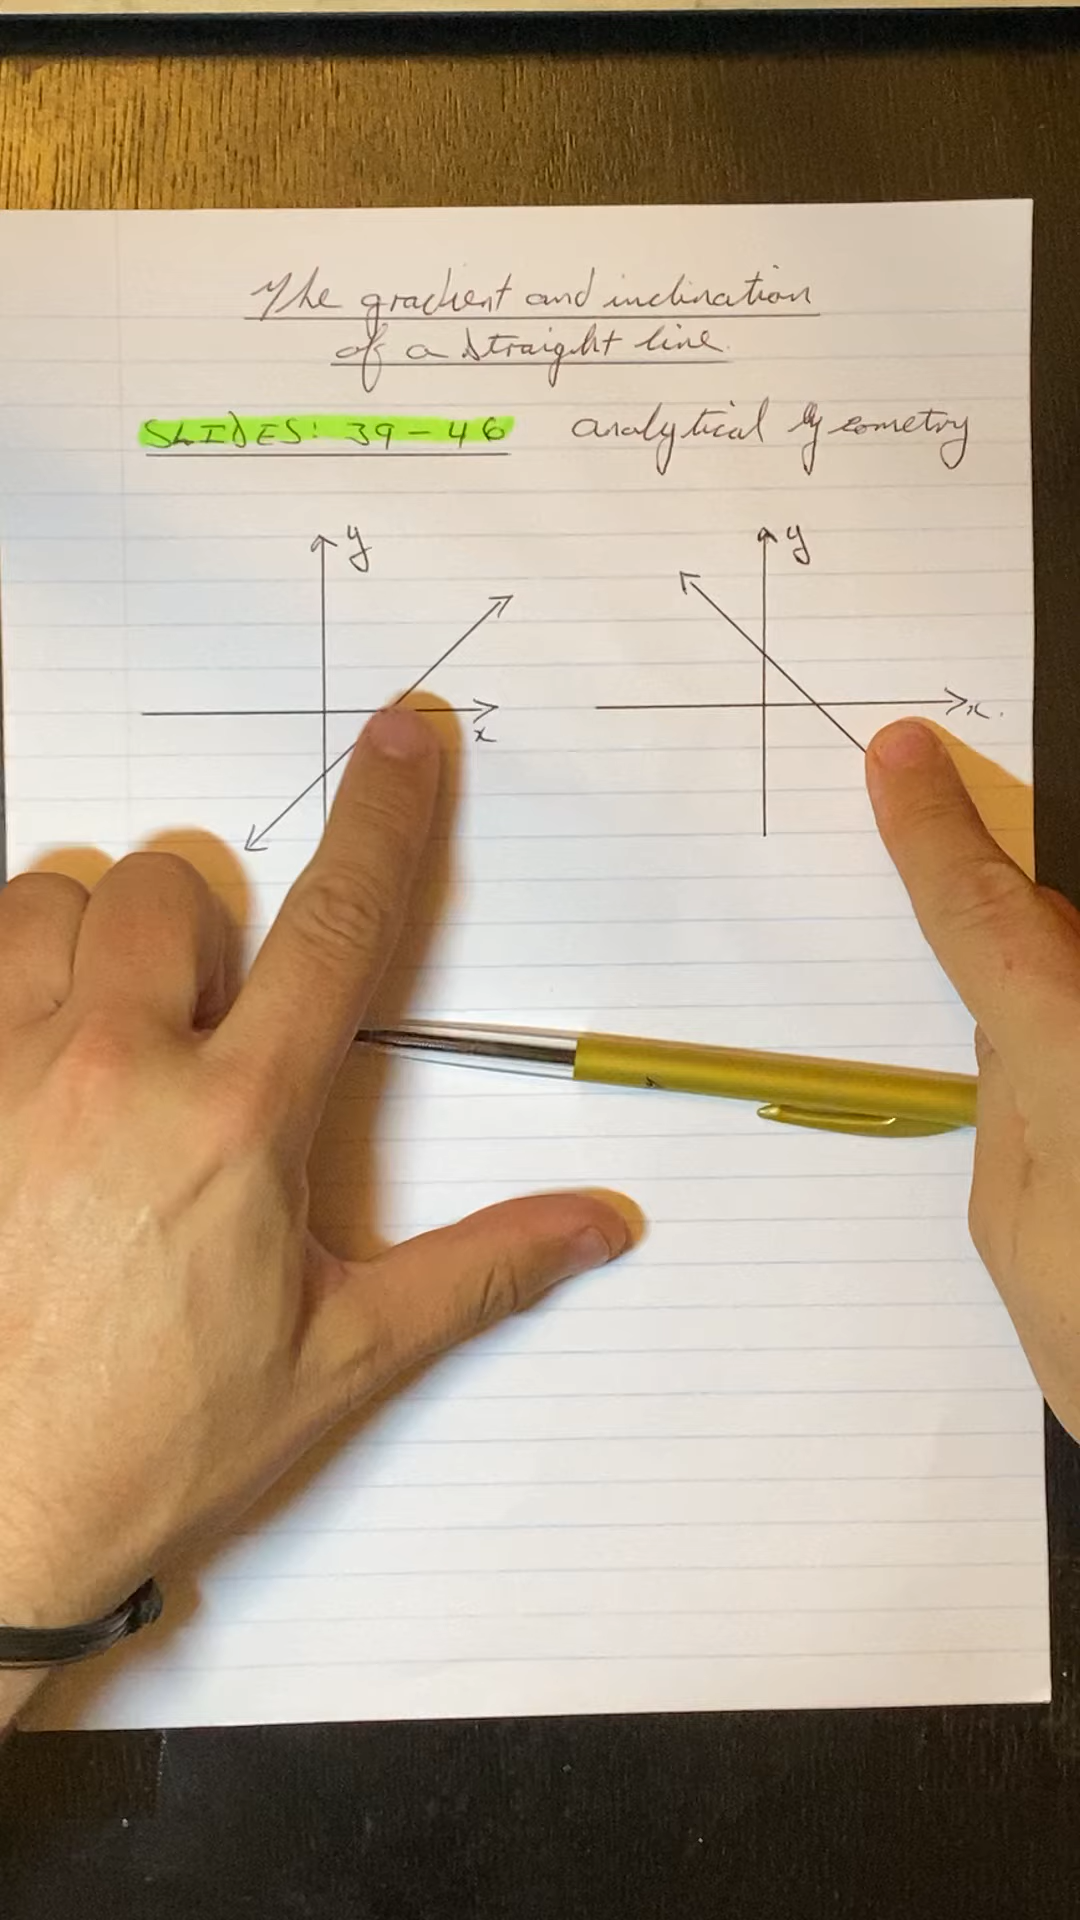 The gradient and inclination
of a straight line.
SLIDES: 39 - 46 analytical geometry
y y
x x.